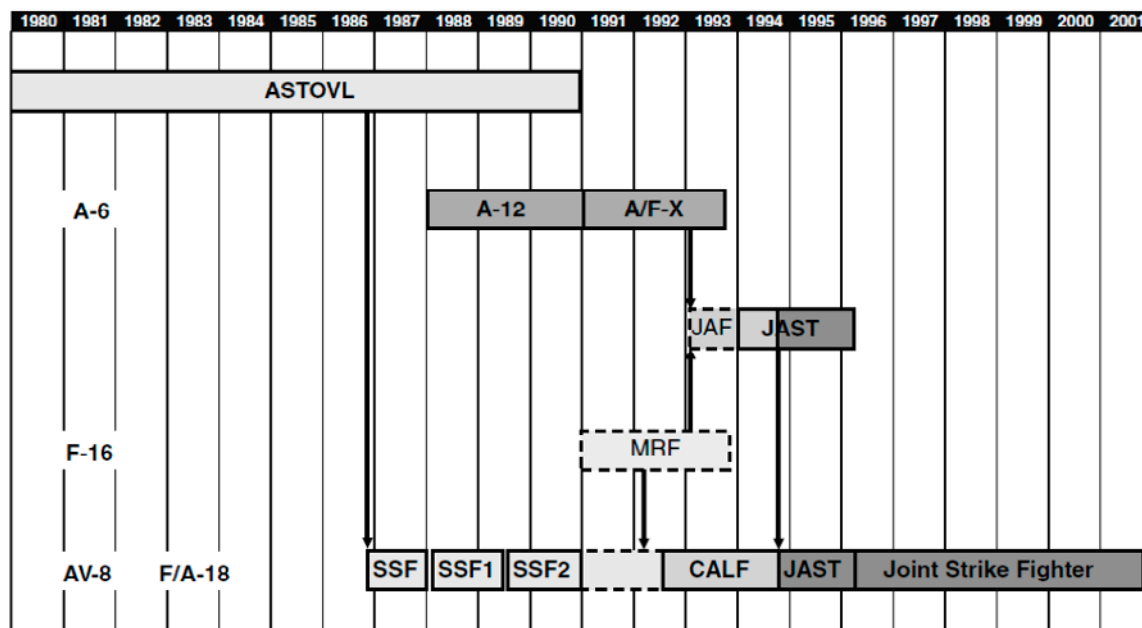 1980 1981 1982 1983 1984 1985 1986 1987 1988 1989 1990 1991 1992 1993 1994 1995 1996 1997 1998 1999 2000 2001
ASTOVL
A-6 A-12 A/F-X
JAF JAST
F-16 MRF
AV-8 F/A-18 SSF SSF1 SSF2 CALF JAST Joint Strike Fighter